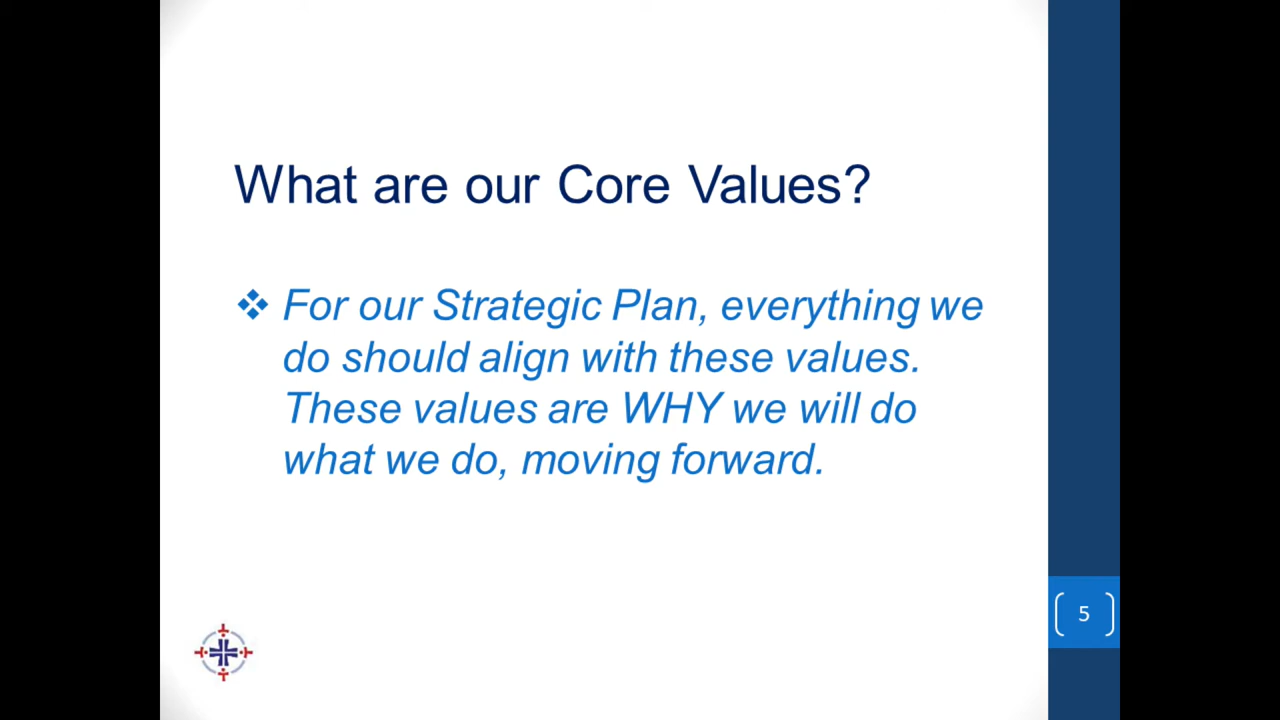 What are our Core Values?
❖ For our Strategic Plan, everything we
do should align with these values.
These values are WHY we will do
what we do, moving forward.
5